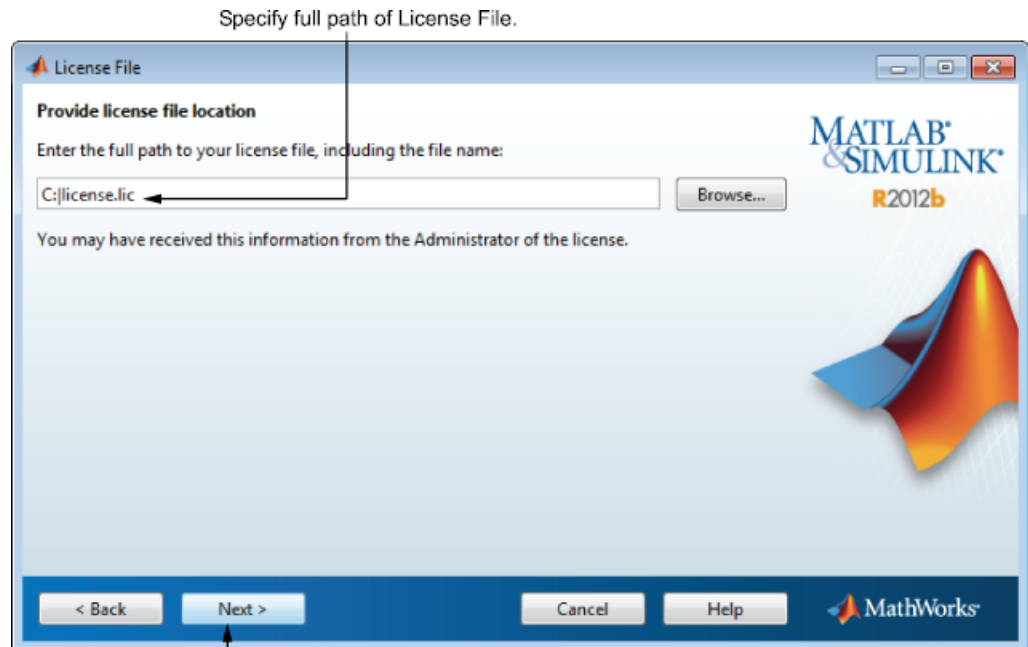 Specify full path of License File.
License File
Provide license file location
Enter the full path to your license file, including the file name:
C:|license.lic
Browse...
You may have received this information from the Administrator of the license.
MATLAB®
&SIMULINK®
R2012b
< Back
Next >
Cancel
Help
MathWorks®